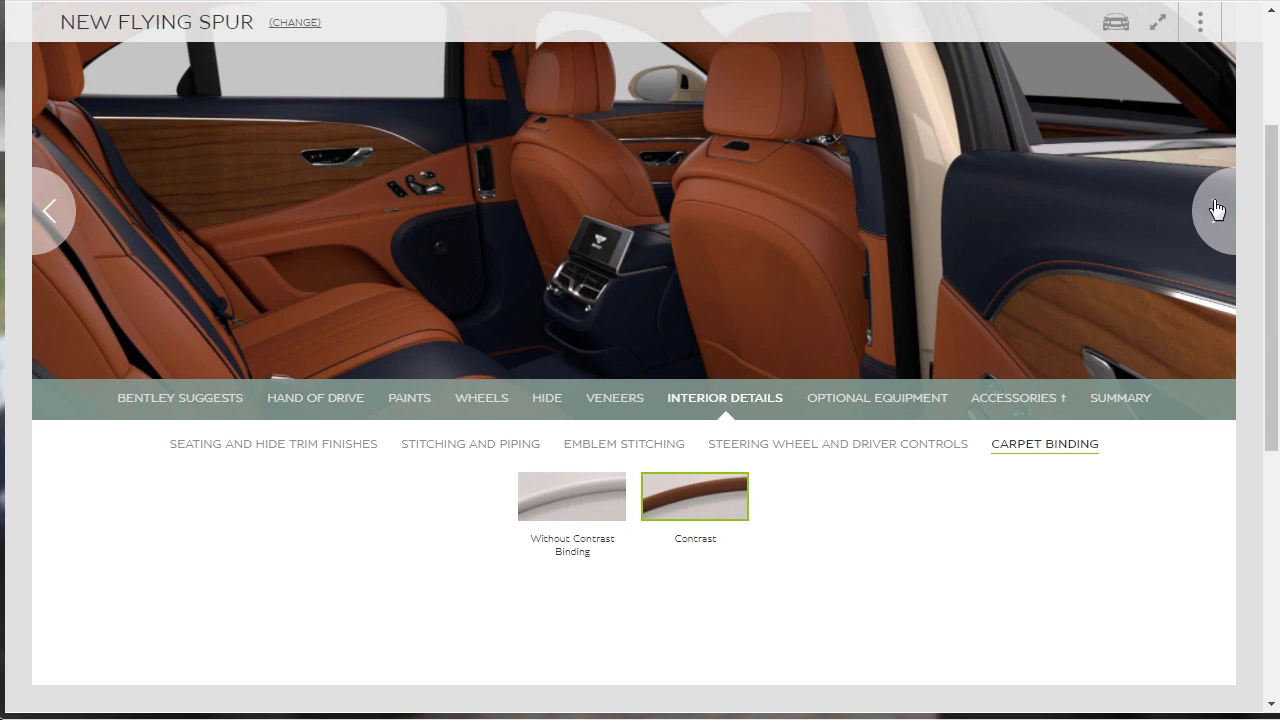 NEW FLYING SPUR (CHANGE)
BENTLEY SUGGESTS HAND OF DRIVE PAINTS WHEELS HIDE VENEERS INTERIOR DETAILS OPTIONAL EQUIPMENT ACCESSORIES † SUMMARY
SEATING AND HIDE TRIM FINISHES STITCHING AND PIPING EMBLEM STITCHING STEERING WHEEL AND DRIVER CONTROLS CARPET BINDING
Without Contrast
Binding
Contrast